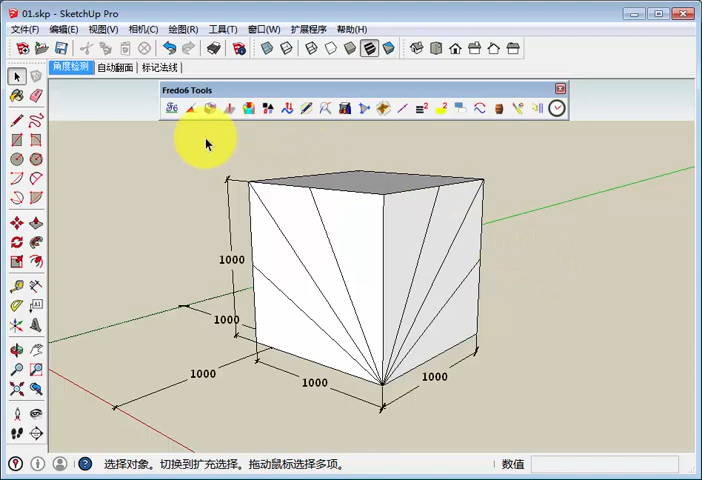 01.skp - SketchUp Pro
文件(F) 编辑(E) 视图(V) 相机(C) 绘图(R) 工具(T) 窗口(W) 扩展程序 帮助(H)
角度检测 自动翻面 标记法线
Fredo6 Tools
1000
1000
1000
1000
1000
选择对象。切换到扩充选择。拖动鼠标选择多项。 数值